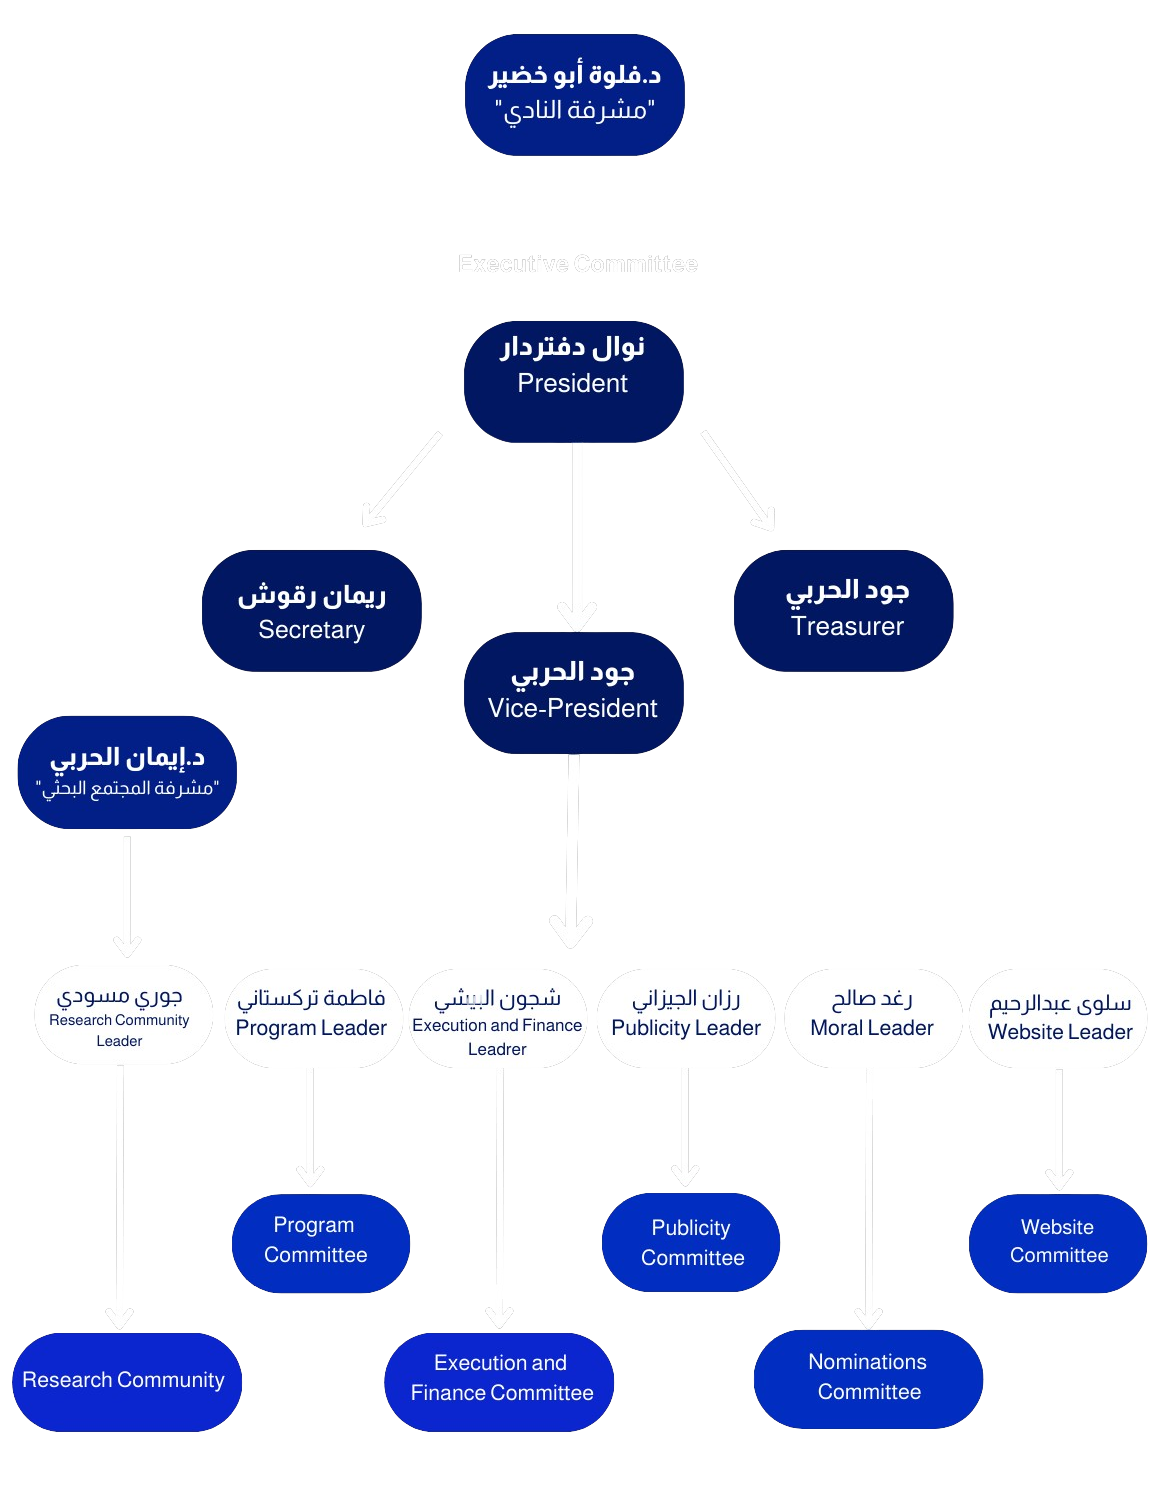 د.فلوة أبو خضير
"مشرفة النادي"
Executive Committee
نوال دفتردار
President
ريمان رقوش
Secretary
جود الحربي
Treasurer
جود الحربي
Vice-President
د.إيمان الحربي
"مشرفة المجتمع البحثي"
جوري مسودي
Research Community
Leader
فاطمة تركستاني
Program Leader
شجون البيشي
Execution and Finance
Leadrer
رزان الجيزاني
Publicity Leader
رغد صالح
Moral Leader
سلوى عبدالرحيم
Website Leader
Program
Committee
Publicity
Committee
Website
Committee
Research Community
Execution and
Finance Committee
Nominations
Committee